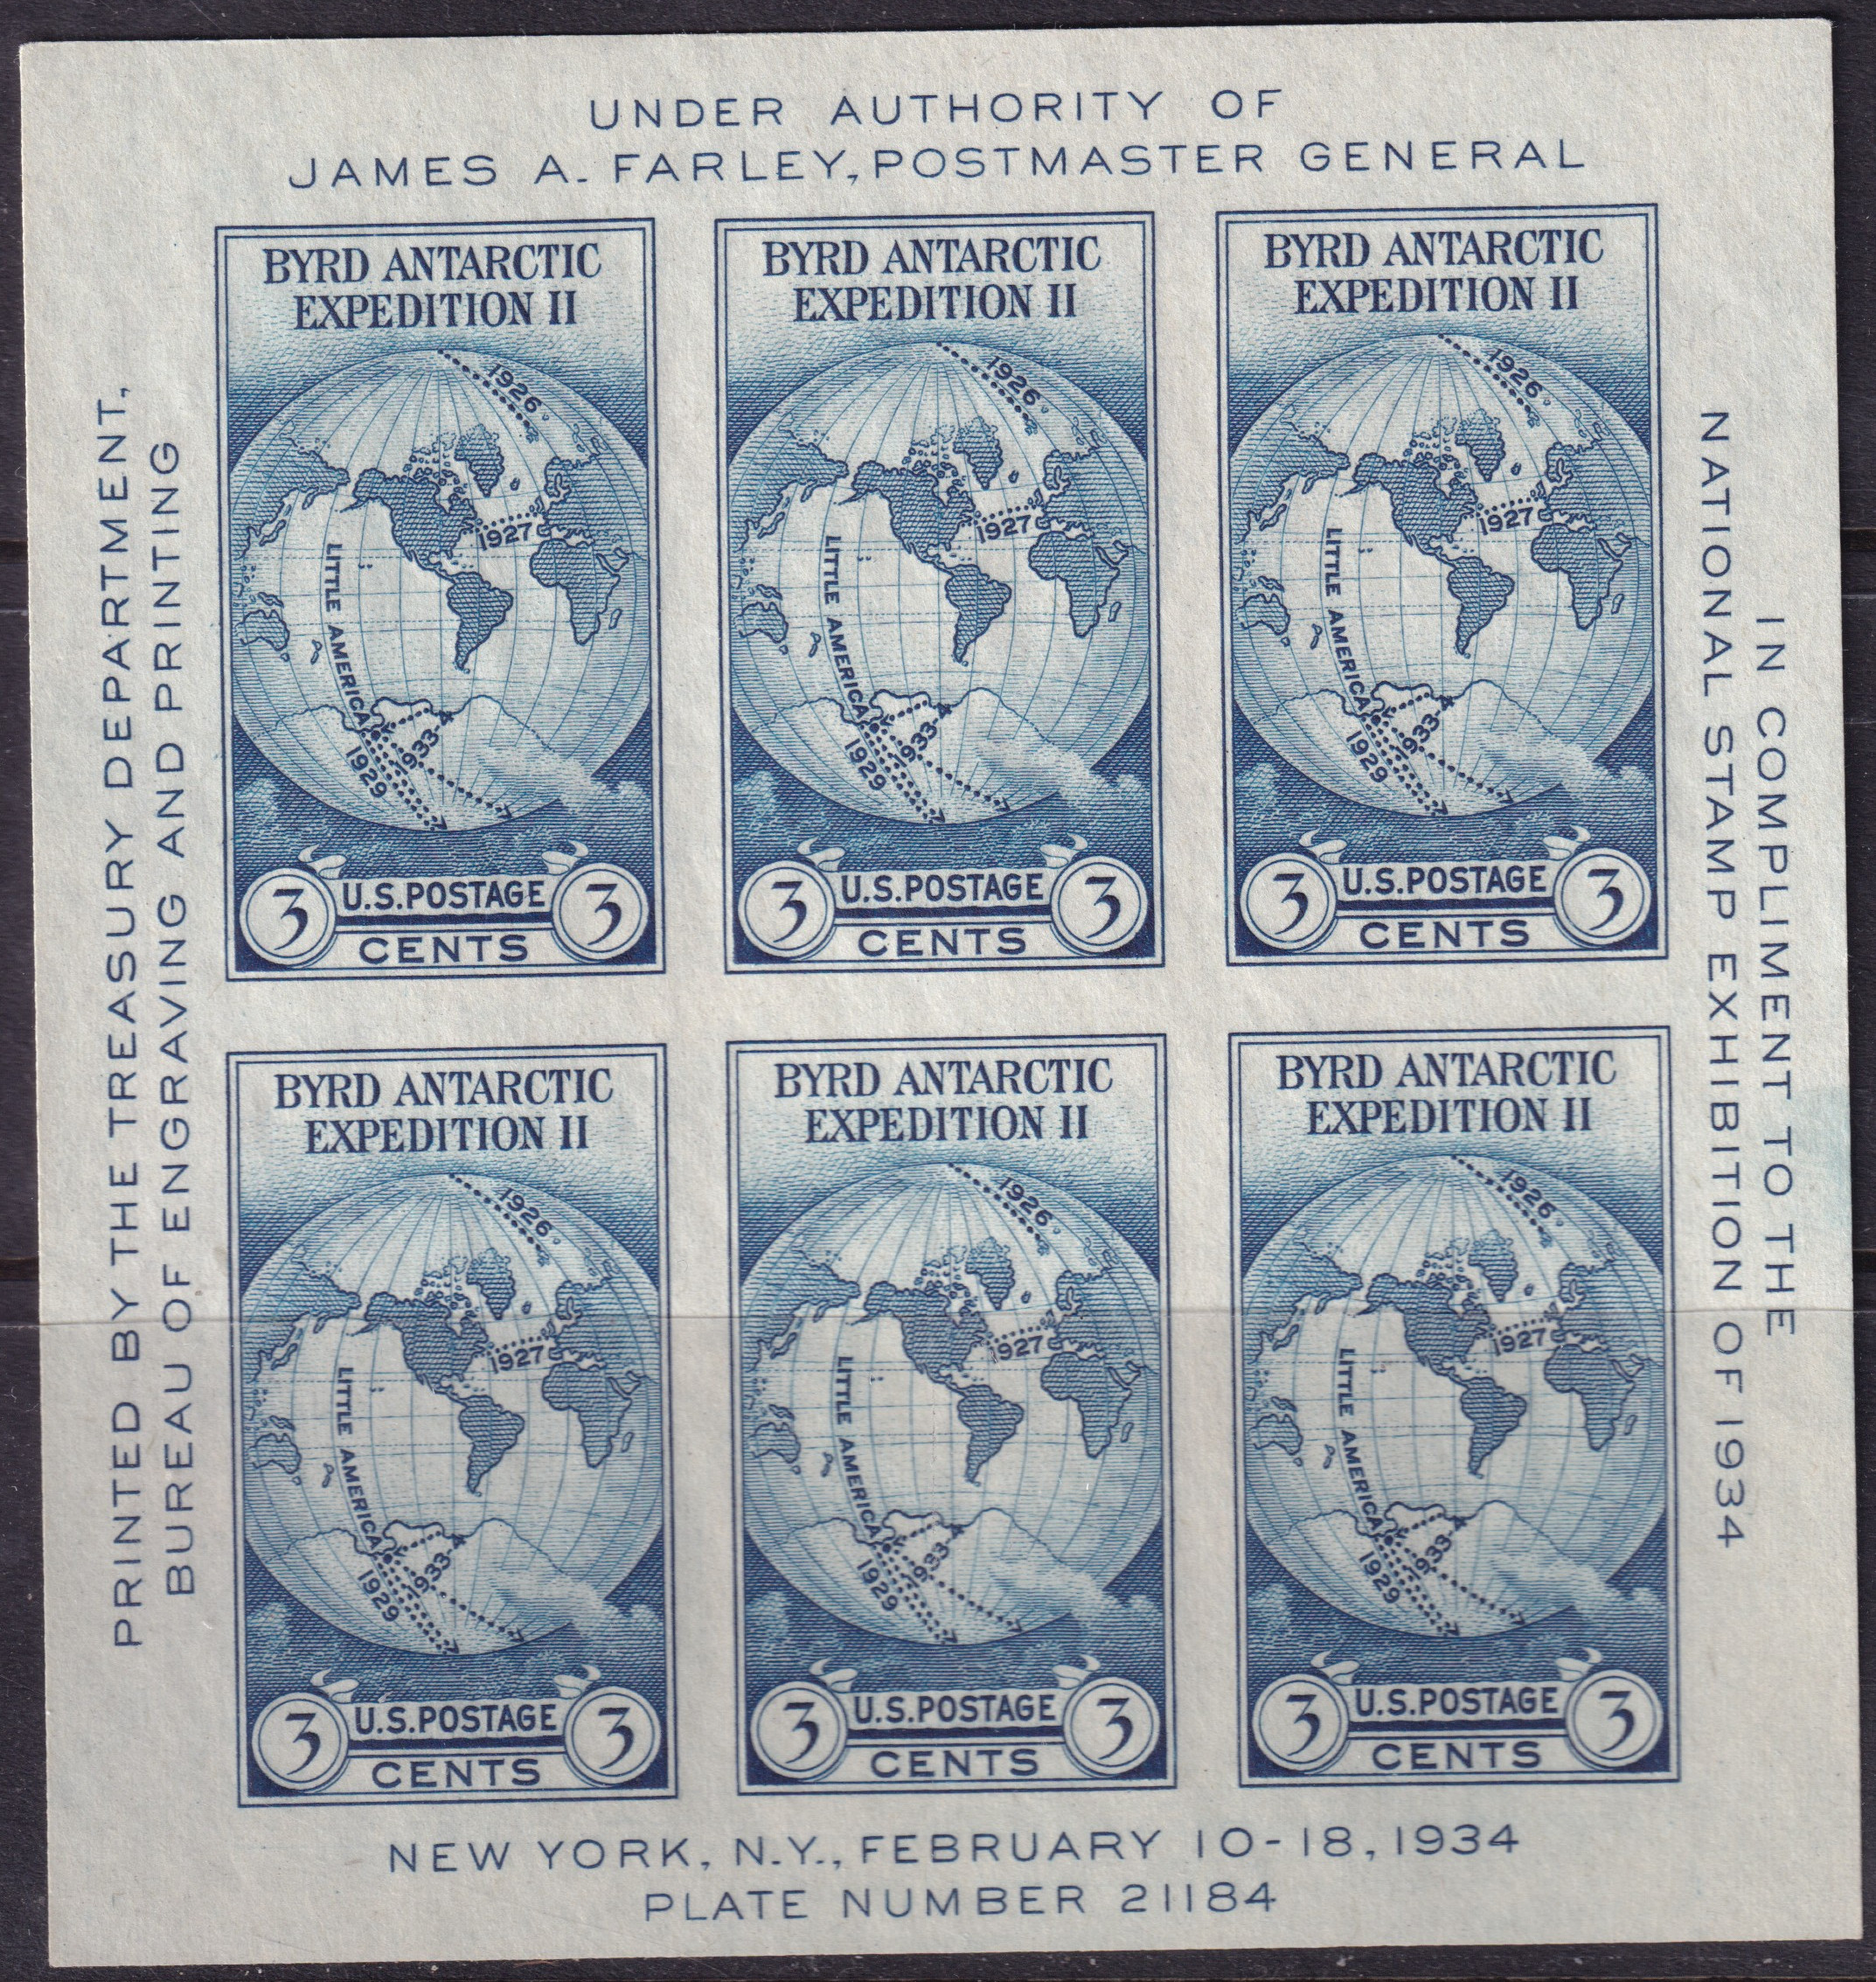 UNDER AUTHORITY OF
JAMES A. FARLEY, POSTMASTER GENERAL
PRINTED BY THE TREASURY DEPARTMENT,
BUREAU OF ENGRAVING AND PRINTING
BYRD ANTARCTIC
EXPEDITION II
1926
1927
LITTLE AMERICA
1929
1933
3 U.S. POSTAGE 3
CENTS
BYRD ANTARCTIC
EXPEDITION II
1926
1927
LITTLE AMERICA
1929
1933
3 U.S. POSTAGE 3
CENTS
BYRD ANTARCTIC
EXPEDITION II
1926
1927
LITTLE AMERICA
1929
1933
3 U.S. POSTAGE 3
CENTS
BYRD ANTARCTIC
EXPEDITION II
1926
1927
LITTLE AMERICA
1929
1933
3 U.S. POSTAGE 3
CENTS
BYRD ANTARCTIC
EXPEDITION II
1926
1927
LITTLE AMERICA
1929
1933
3 U.S. POSTAGE 3
CENTS
BYRD ANTARCTIC
EXPEDITION II
1926
1927
LITTLE AMERICA
1929
1933
3 U.S. POSTAGE 3
CENTS
IN COMPLIMENT TO THE
NATIONAL STAMP EXHIBITION OF 1934
NEW YORK, N.Y., FEBRUARY 10-18, 1934
PLATE NUMBER 21184